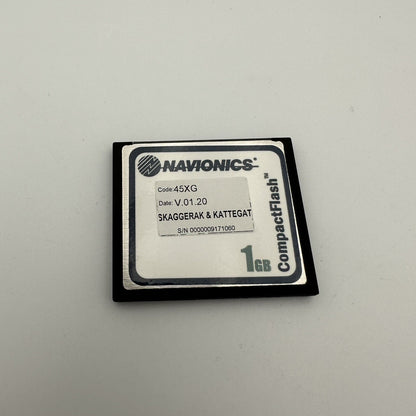 NAVIONICS®
Code: 45XG
Date: V.01.20
SKAGGERAK & KATTEGAT
S/N 0000009171060
1GB
CompactFlash™